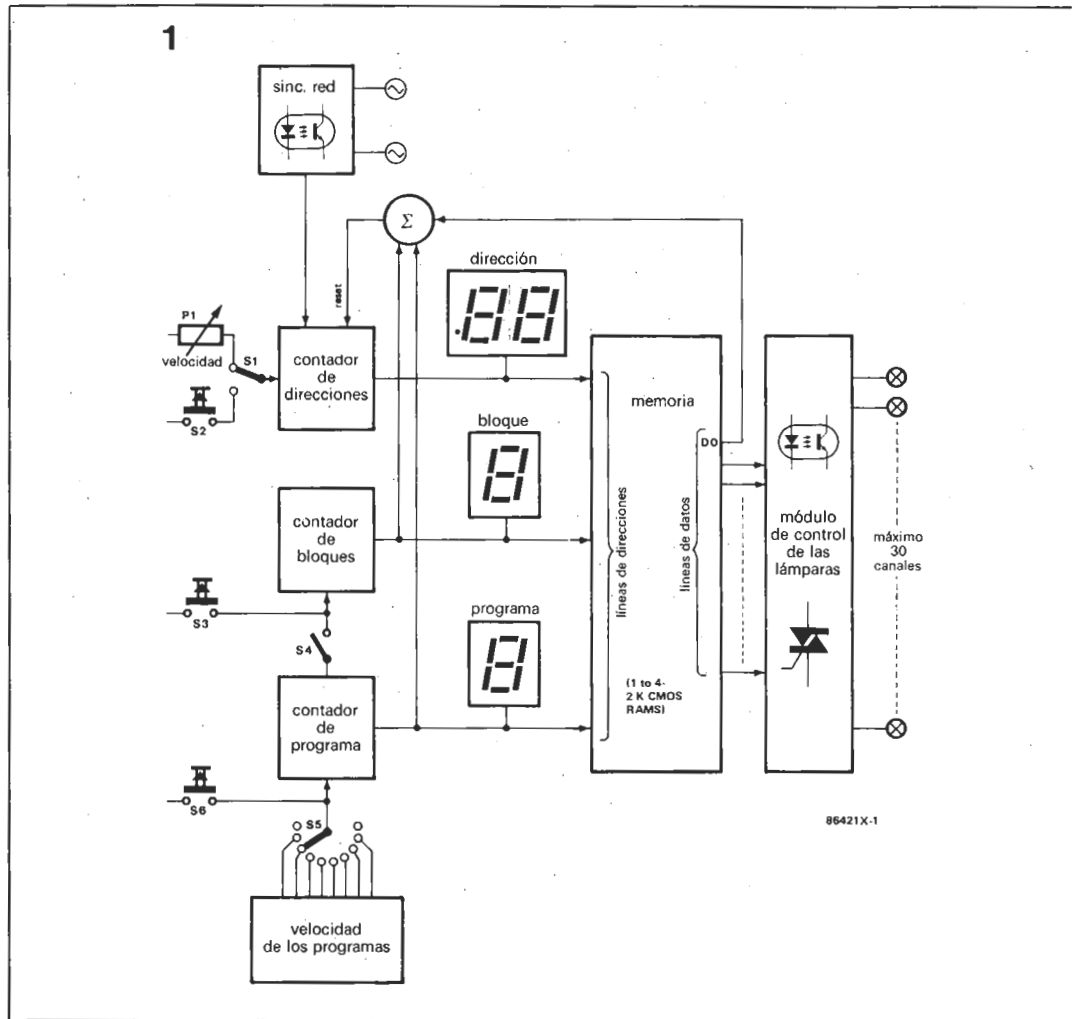 1
sinc. red
Σ
dirección
reset
P1
velocidad
S1
S2
contador
de
direcciones
memoria
bloque
DO
líneas de direcciones
líneas de datos
contador
de
bloques
módulo
de control
de las
lámparas
máximo
30
canales
S3
programa
S4
(1 to 4-
2 K CMOS
RAMS)
contador
de
programa
S6
S5
86421X-1
velocidad
de los programas